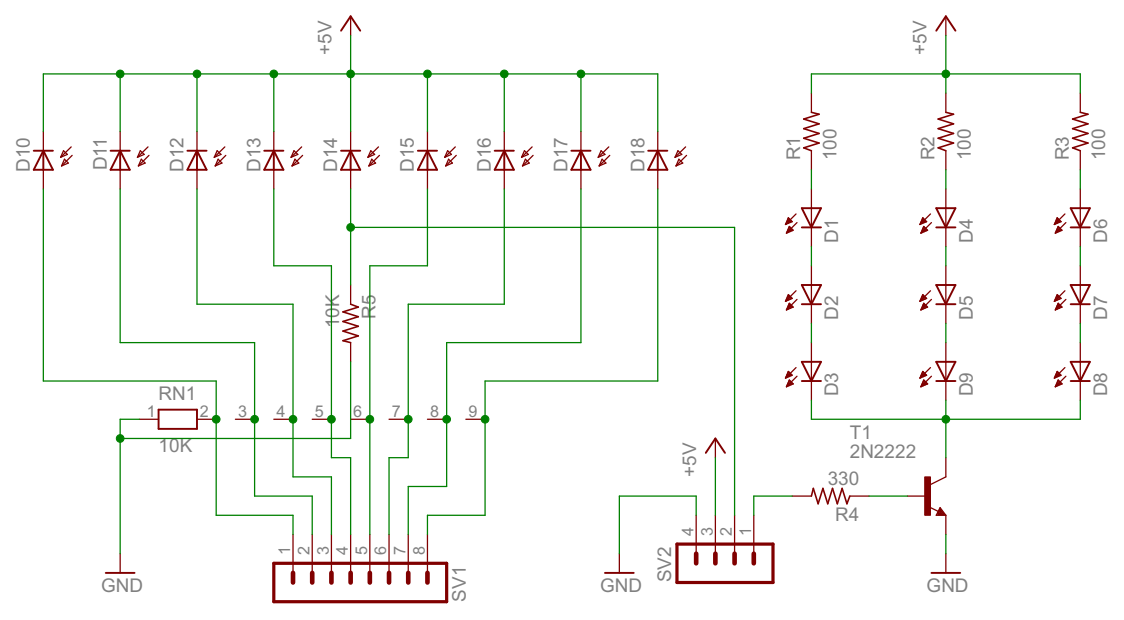 +5V
+5V
D10
D11
D12
D13
D14
D15
D16
D17
D18
R1
100
R2
100
R3
100
D1
D4
D6
D2
D5
D7
D3
D9
D8
10K
R5
RN1
1
2
3
4
5
6
7
8
9
10K
T1
2N2222
+5V
330
R4
1
2
3
4
5
6
7
8
SV1
4
3
2
1
SV2
GND
GND
GND